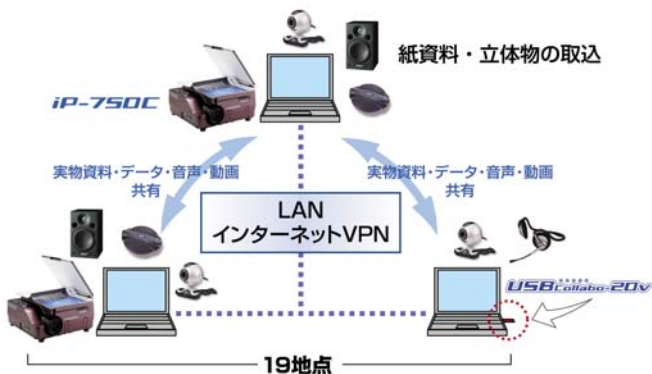 紙資料・立体物の取込
iP-750C
実物資料・データ・音声・動画
共有
実物資料・データ・音声・動画
共有
LAN
インターネットVPN
USBcollabo-20v
19地点